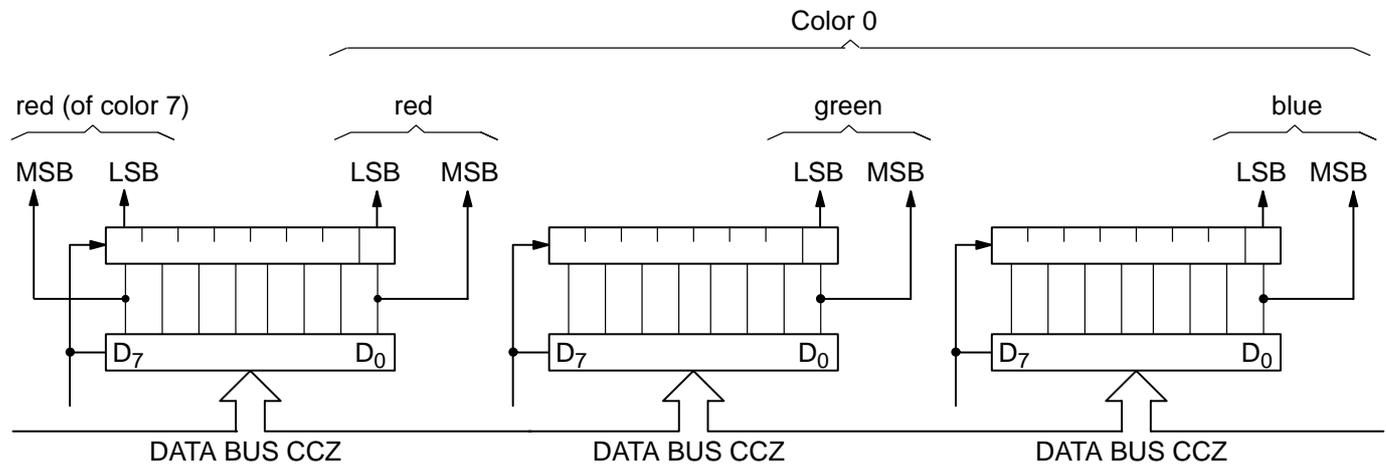 Color 0
red (of color 7) red green blue
MSB LSB LSB MSB LSB MSB LSB MSB
D7 D0 D7 D0 D7 D0
DATA BUS CCZ DATA BUS CCZ DATA BUS CCZ